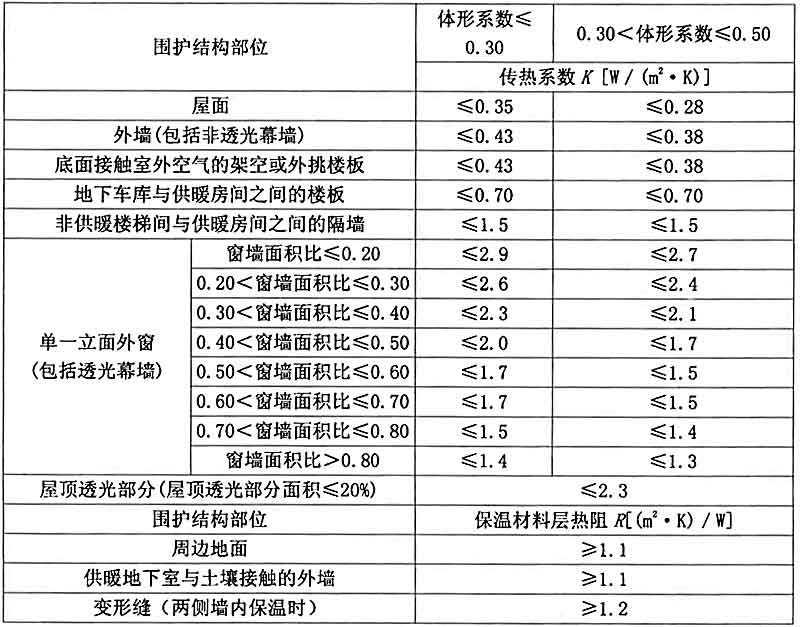 围护结构部位 体形系数≤0.30 0.30<体形系数≤0.50
传热系数 K [W/(m²·K)]
屋面 ≤0.35 ≤0.28
外墙(包括非透光幕墙) ≤0.43 ≤0.38
底面接触室外空气的架空或外挑楼板 ≤0.43 ≤0.38
地下车库与供暖房间之间的楼板 ≤0.70 ≤0.70
非供暖楼梯间与供暖房间之间的隔墙 ≤1.5 ≤1.5
单一立面外窗
(包括透光幕墙)
窗墙面积比≤0.20 ≤2.9 ≤2.7
0.20<窗墙面积比≤0.30 ≤2.6 ≤2.4
0.30<窗墙面积比≤0.40 ≤2.3 ≤2.1
0.40<窗墙面积比≤0.50 ≤2.0 ≤1.7
0.50<窗墙面积比≤0.60 ≤1.7 ≤1.5
0.60<窗墙面积比≤0.70 ≤1.7 ≤1.5
0.70<窗墙面积比≤0.80 ≤1.5 ≤1.4
窗墙面积比>0.80 ≤1.4 ≤1.3
屋顶透光部分(屋顶透光部分面积≤20%) ≤2.3
围护结构部位 保温材料层热阻 R[(m²·K)/W]
周边地面 ≥1.1
供暖地下室与土壤接触的外墙 ≥1.1
变形缝（两侧墙内保温时） ≥1.2